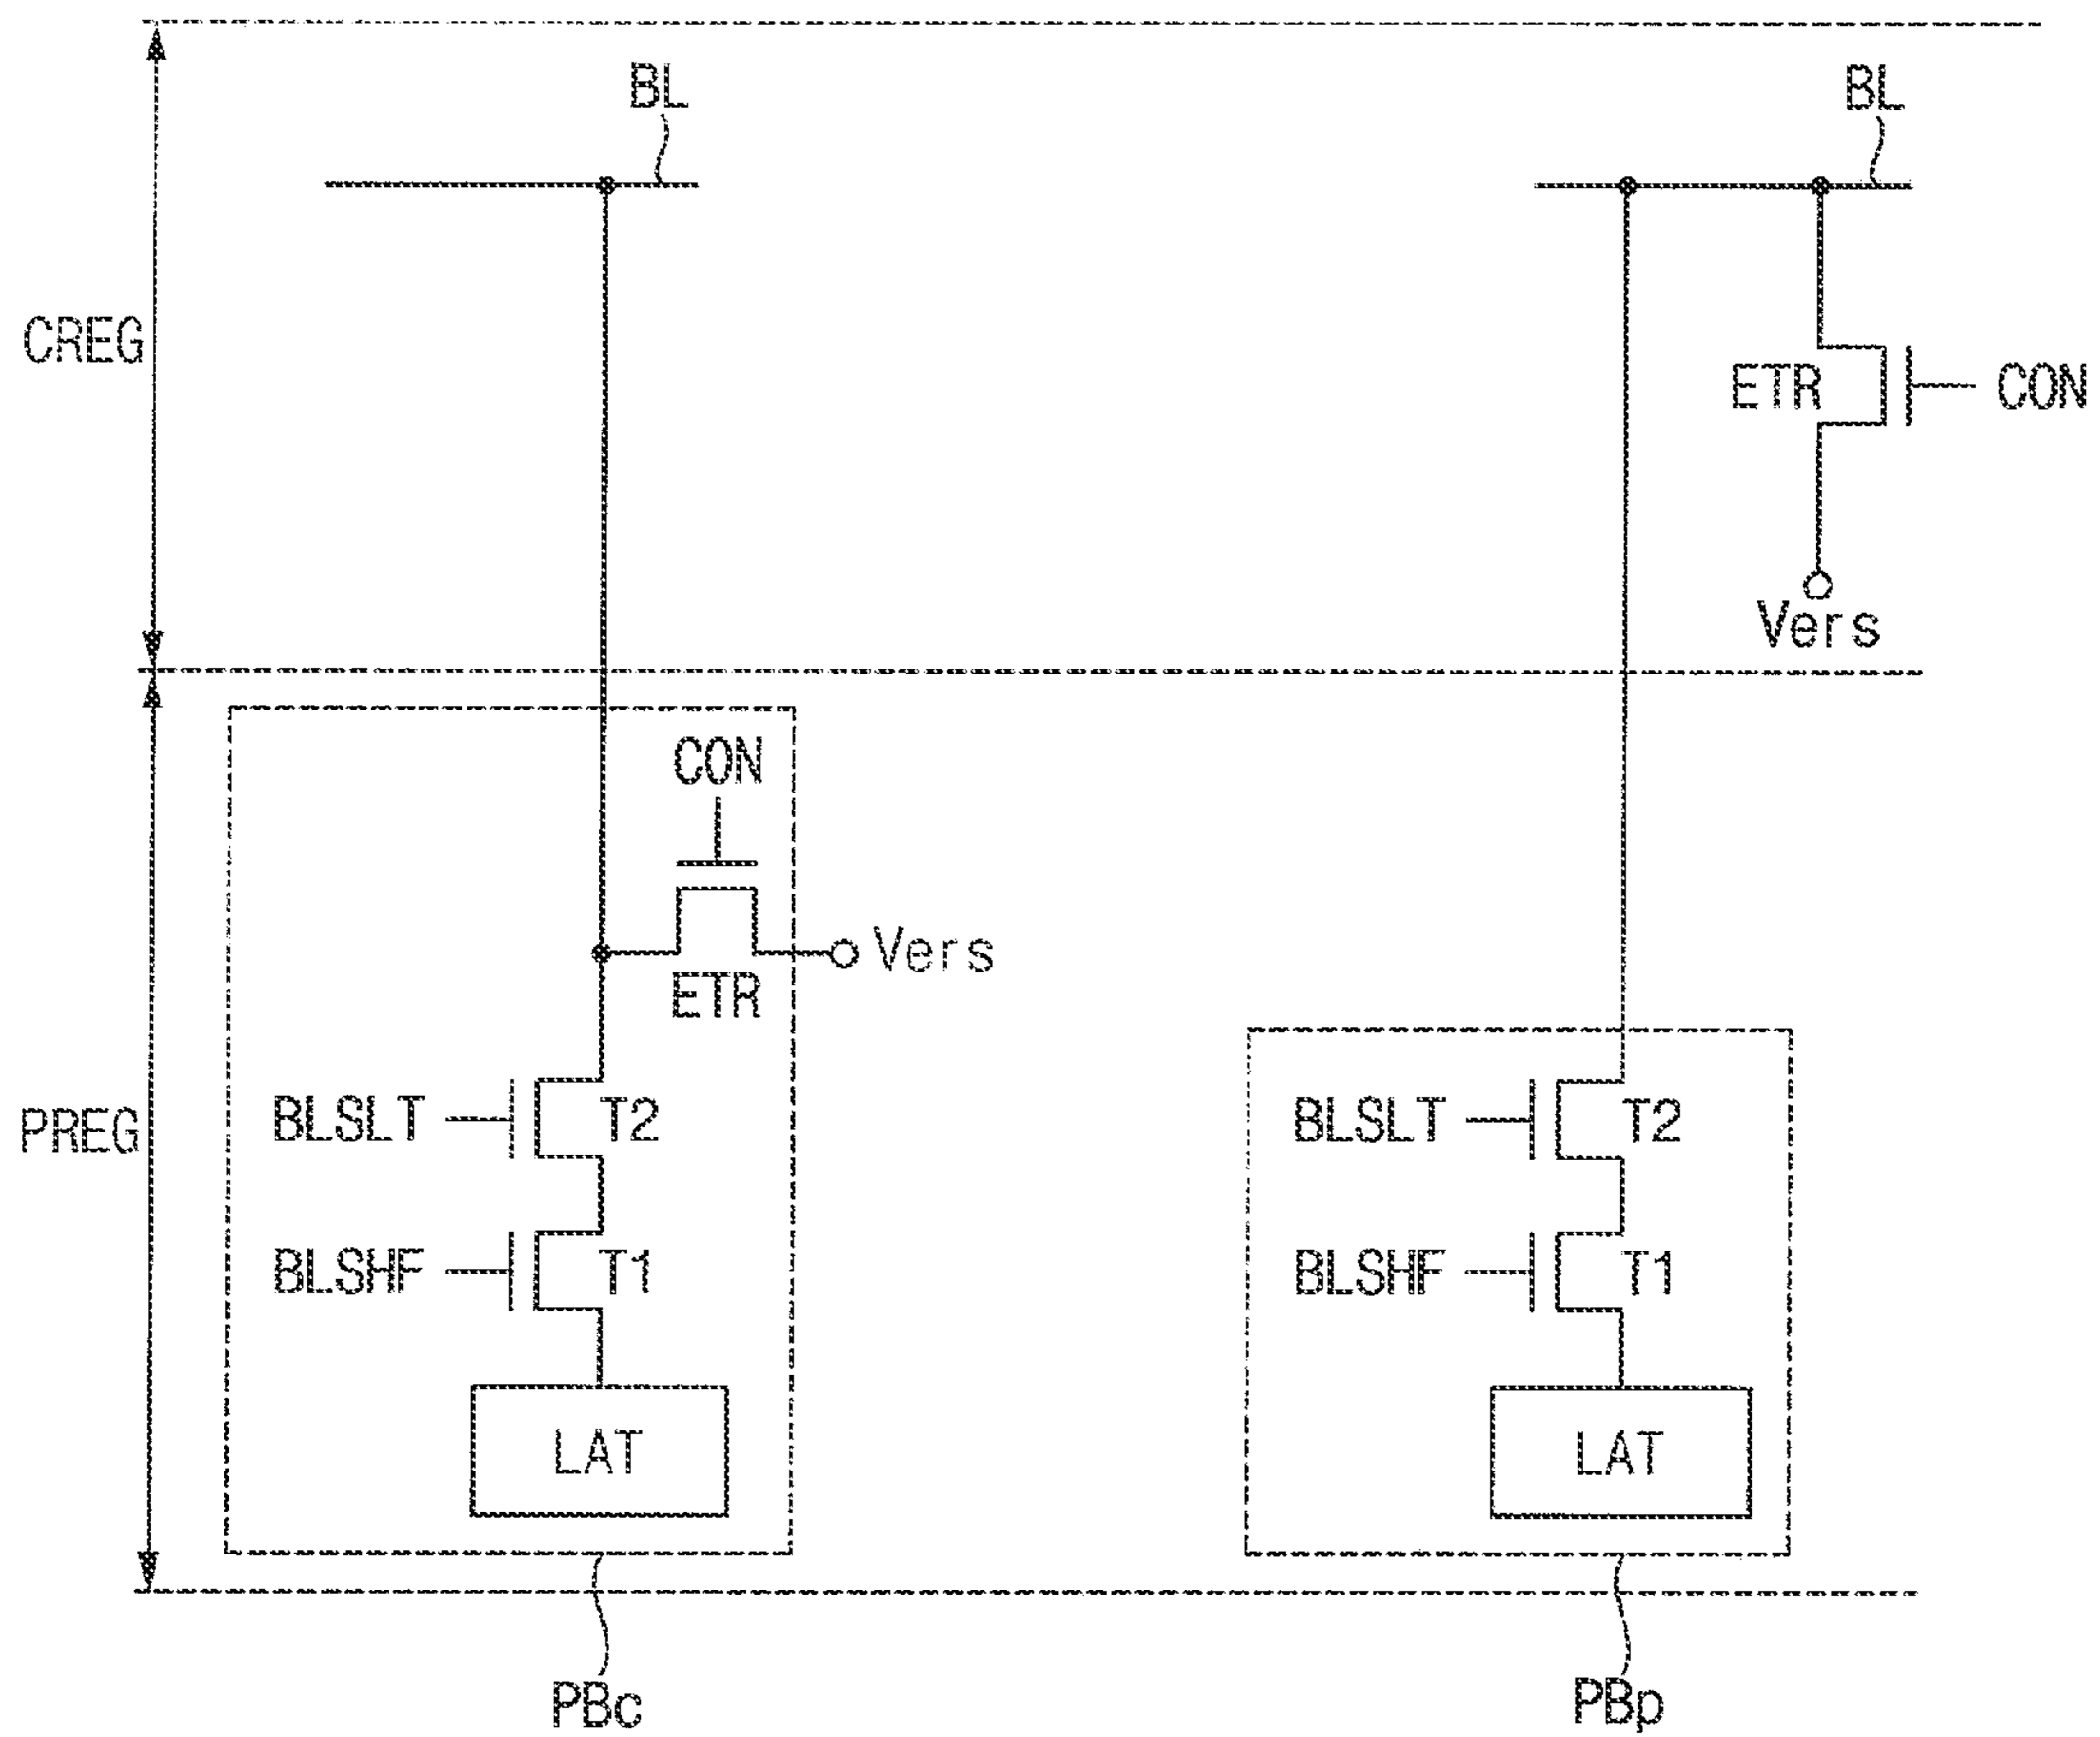 BL
BL
CREG
ETR
CON
Vers
CON
Vers
ETR
PREG
BLSLT
T2
BLSLT
T2
BLSHF
T1
BLSHF
T1
LAT
LAT
PBc
PBp